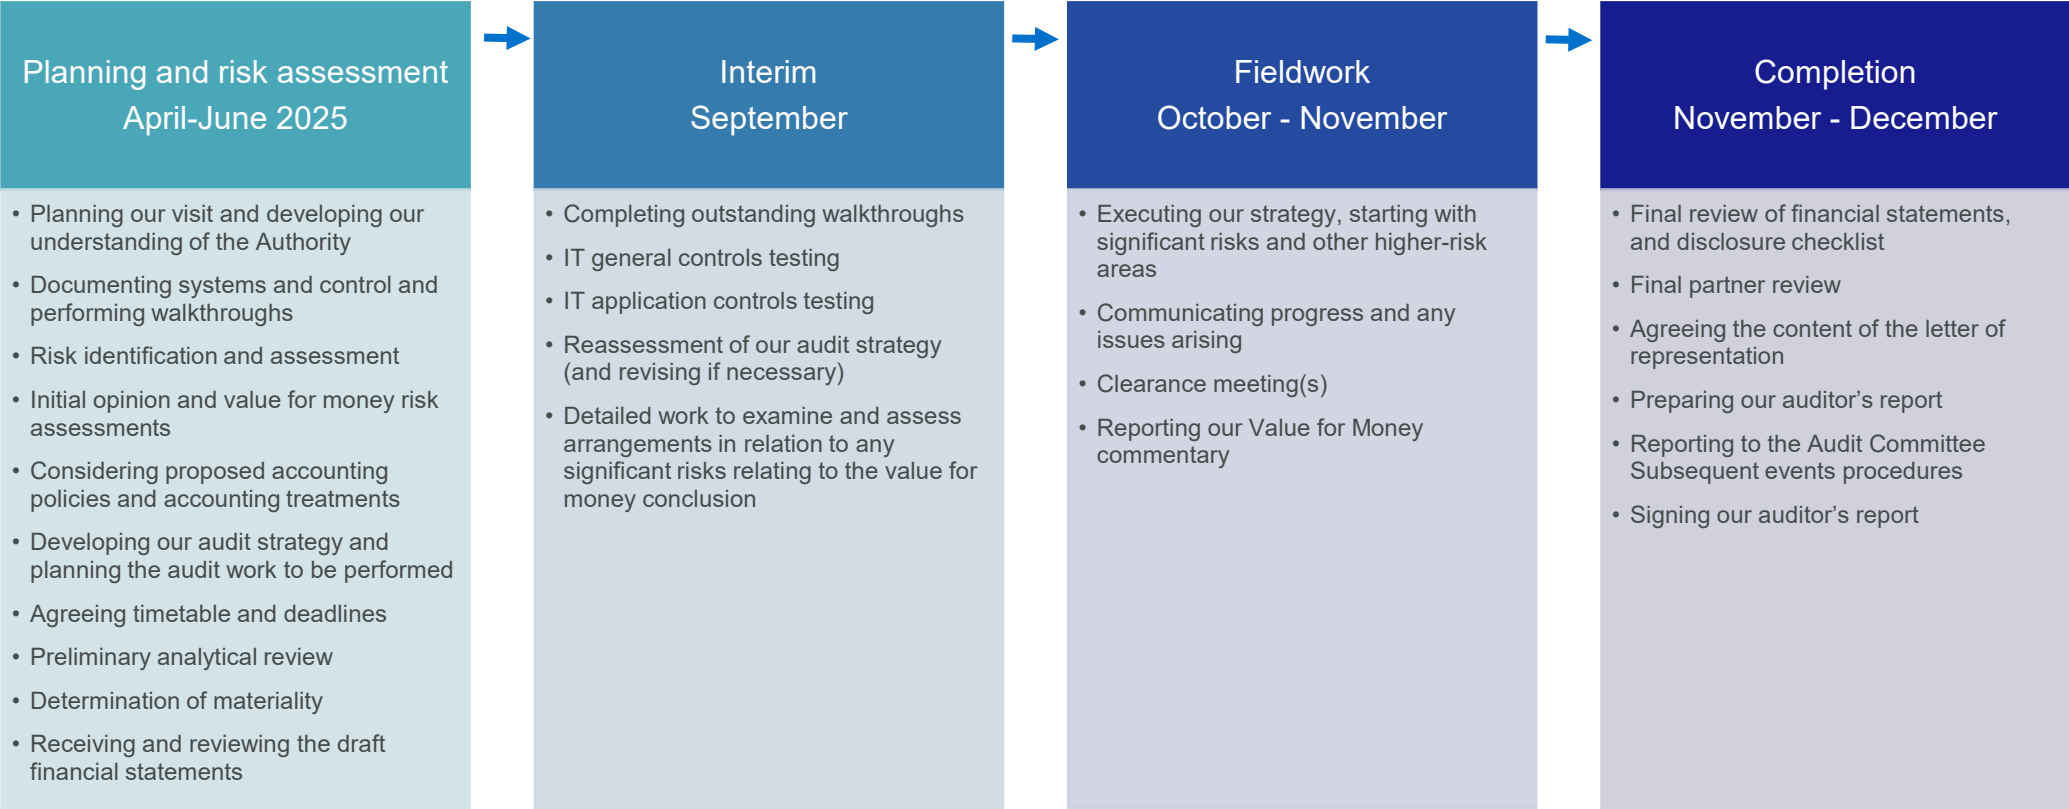 Planning and risk assessment
April-June 2025
• Planning our visit and developing our
understanding of the Authority
• Documenting systems and control and
performing walkthroughs
• Risk identification and assessment
• Initial opinion and value for money risk
assessments
• Considering proposed accounting
policies and accounting treatments
• Developing our audit strategy and
planning the audit work to be performed
• Agreeing timetable and deadlines
• Preliminary analytical review
• Determination of materiality
• Receiving and reviewing the draft
financial statements
Interim
September
• Completing outstanding walkthroughs
• IT general controls testing
• IT application controls testing
• Reassessment of our audit strategy
(and revising if necessary)
• Detailed work to examine and assess
arrangements in relation to any
significant risks relating to the value for
money conclusion
Fieldwork
October - November
• Executing our strategy, starting with
significant risks and other higher-risk
areas
• Communicating progress and any
issues arising
• Clearance meeting(s)
• Reporting our Value for Money
commentary
Completion
November - December
• Final review of financial statements,
and disclosure checklist
• Final partner review
• Agreeing the content of the letter of
representation
• Preparing our auditor’s report
• Reporting to the Audit Committee
Subsequent events procedures
• Signing our auditor’s report